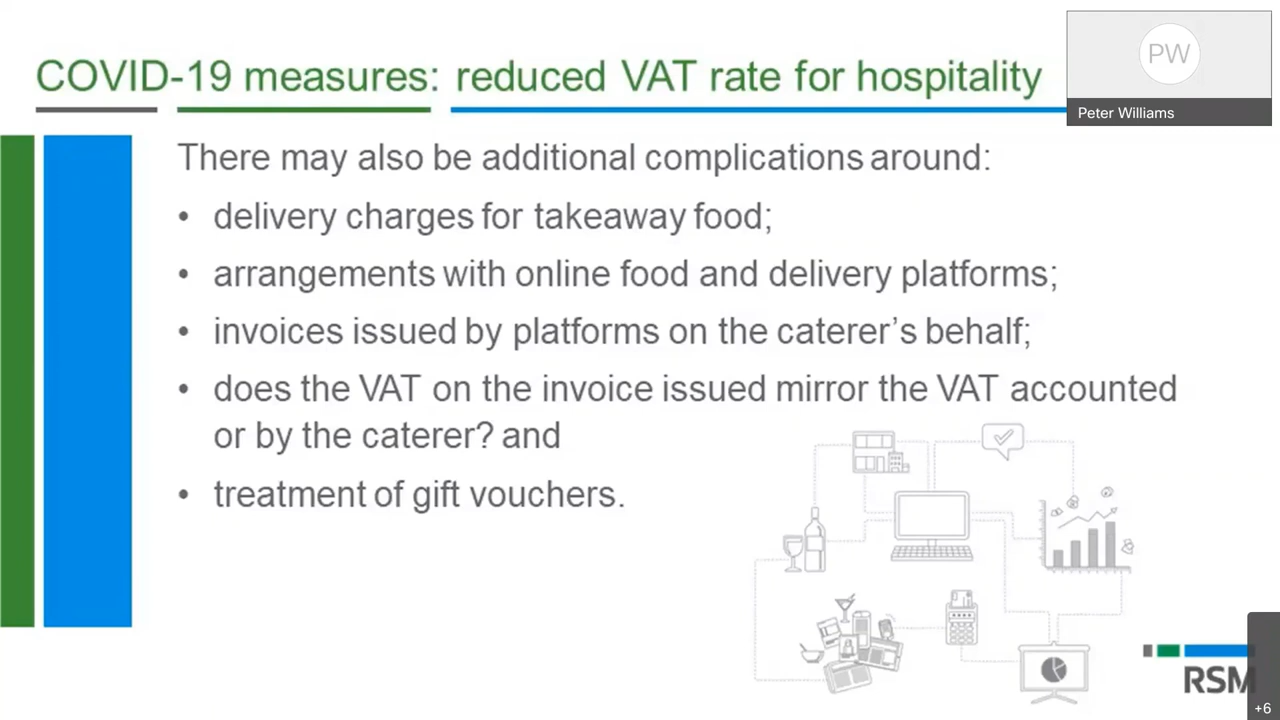 COVID-19 measures: reduced VAT rate for hospitality
PW
Peter Williams
There may also be additional complications around:
• delivery charges for takeaway food;
• arrangements with online food and delivery platforms;
• invoices issued by platforms on the caterer's behalf;
• does the VAT on the invoice issued mirror the VAT accounted
or by the caterer? and
• treatment of gift vouchers.
RSM
+6